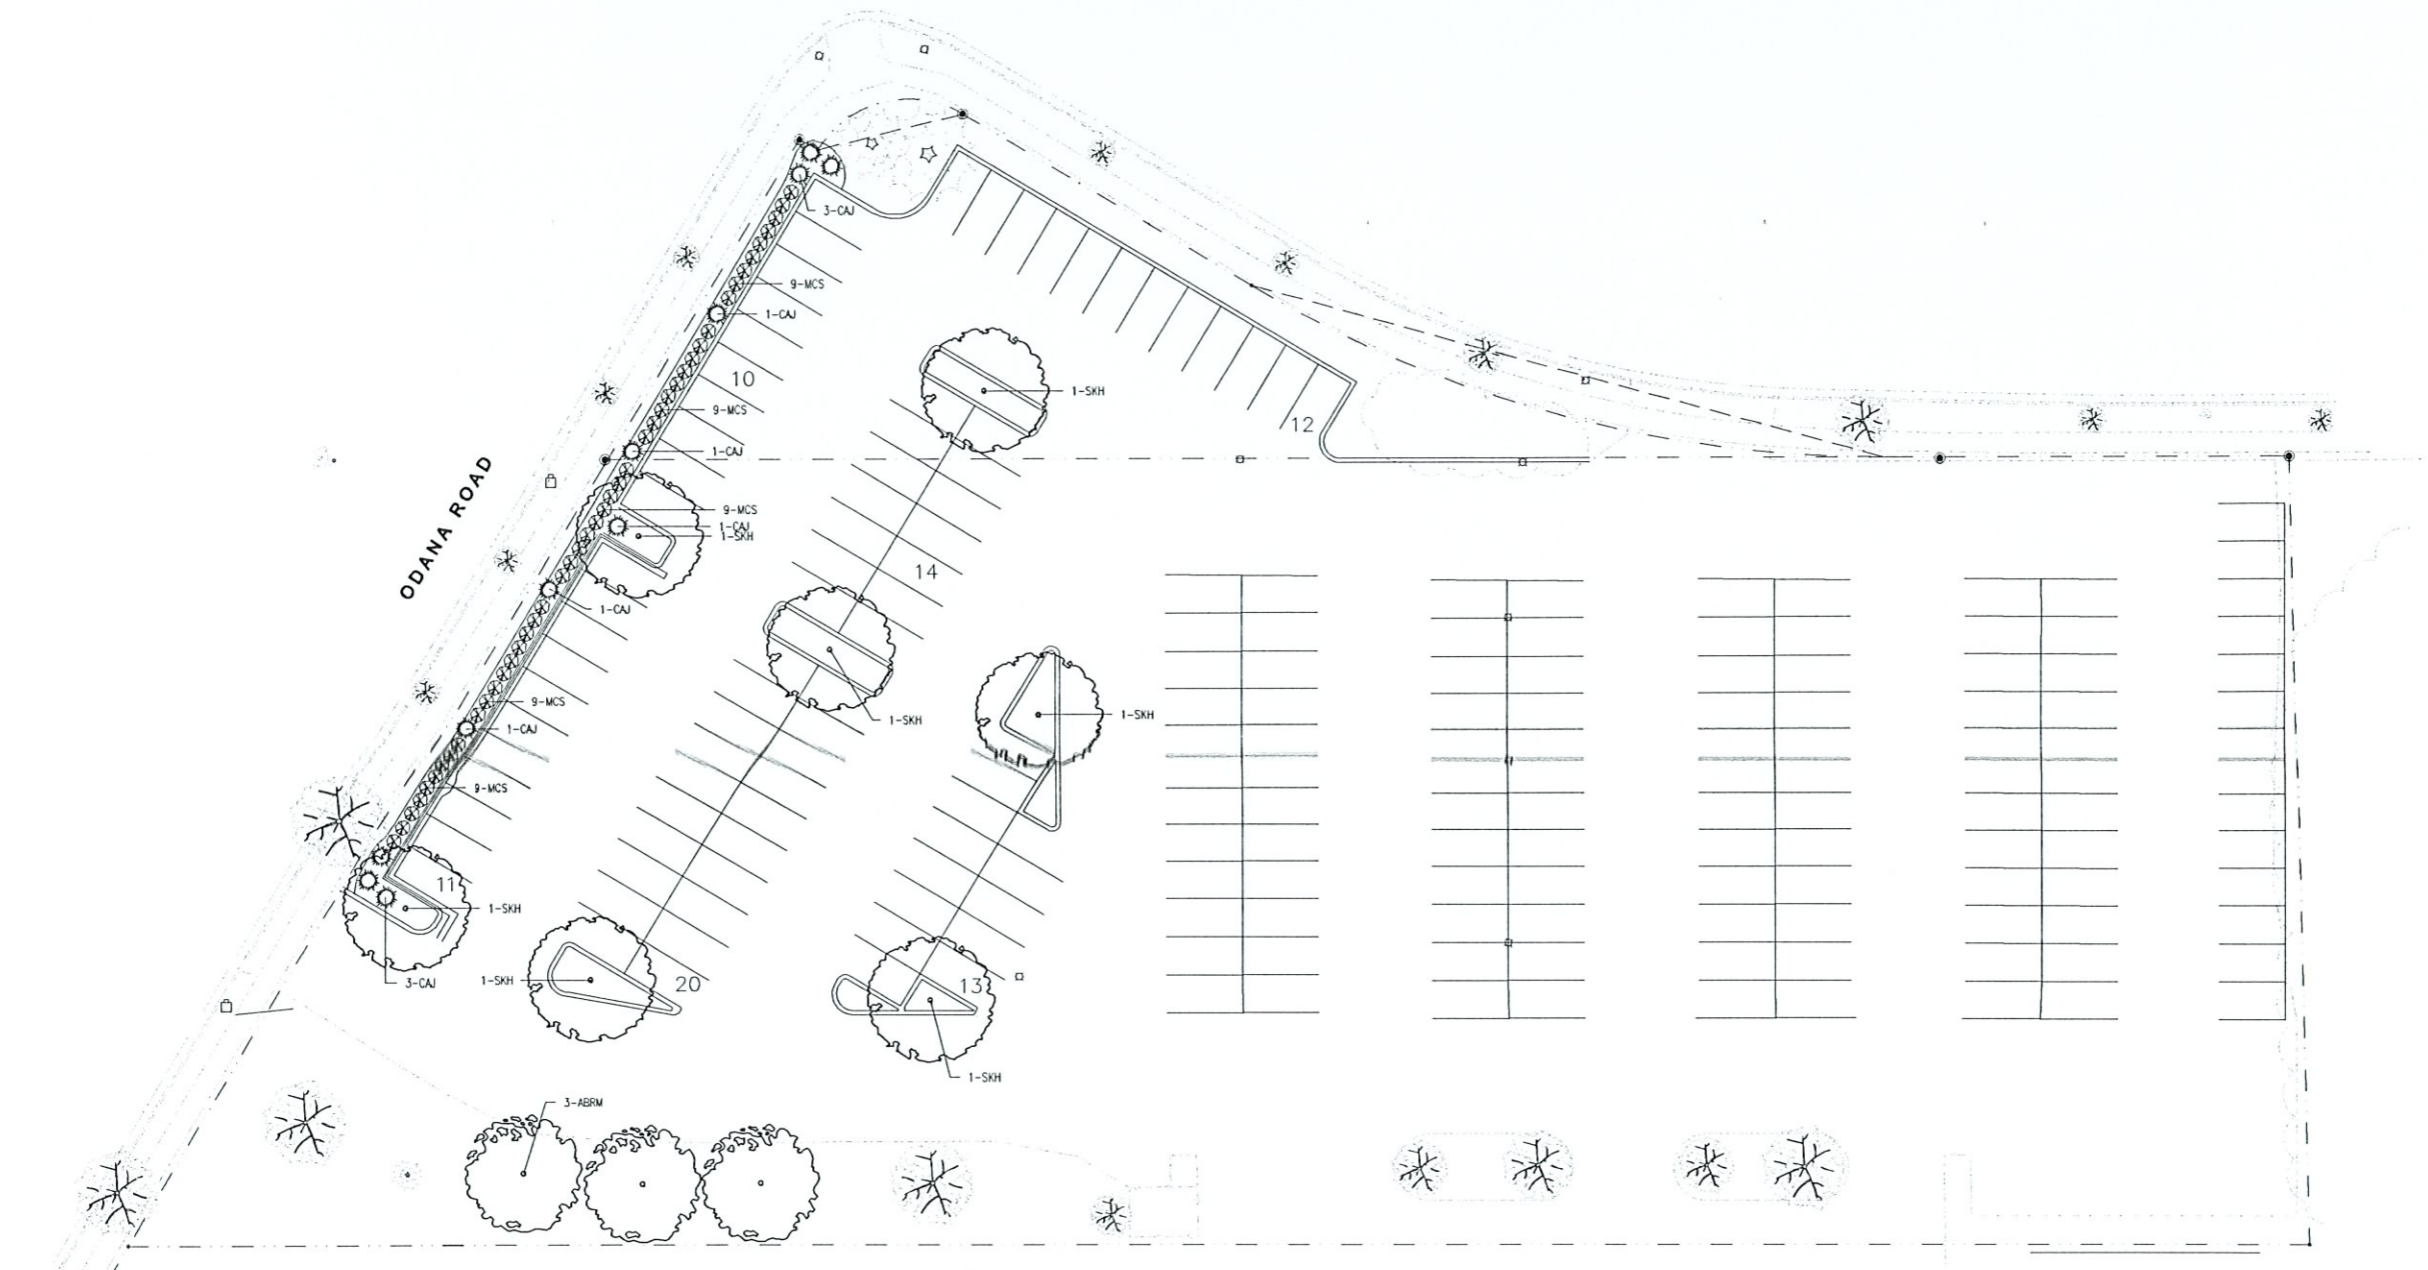 3-CAJ
9-MCS
1-CAJ
10
1-SKH
9-MCS
12
1-CAJ
ODANA ROAD
9-MCS
1-CAJ
1-SKH
14
1-CAJ
9-MCS
1-SKH
1-SKH
1-CAJ
9-MCS
11
1-SKH
3-CAJ
1-SKH
20
13
1-SKH
3-ABRM